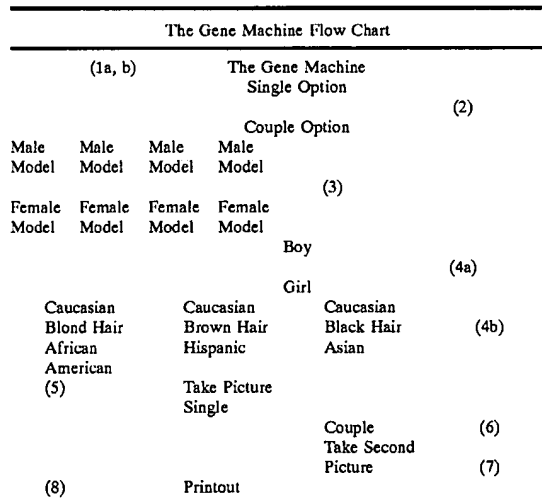 The Gene Machine Flow Chart
(1a, b) The Gene Machine
Single Option
(2)
Couple Option
Male Male Male Male
Model Model Model Model
(3)
Female Female Female Female
Model Model Model Model
Boy
(4a)
Girl
Caucasian Caucasian Caucasian
Blond Hair Brown Hair Black Hair (4b)
African Hispanic Asian
American
(5) Take Picture
Single
Couple (6)
Take Second
Picture (7)
(8) Printout